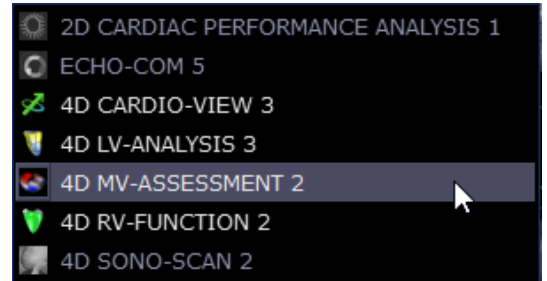 2D CARDIAC PERFORMANCE ANALYSIS 1
ECHO-COM 5
4D CARDIO-VIEW 3
4D LV-ANALYSIS 3
4D MV-ASSESSMENT 2
4D RV-FUNCTION 2
4D SONO-SCAN 2